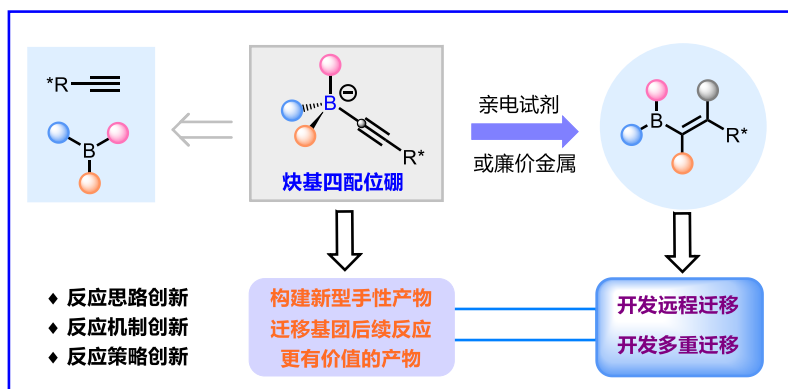 *R
B
B
⊖
R*
炔基四配位硼
亲电试剂
或廉价金属
B
R*
♦ 反应思路创新
♦ 反应机制创新
♦ 反应策略创新
构建新型手性产物
迁移基团后续反应
更有价值的产物
开发远程迁移
开发多重迁移